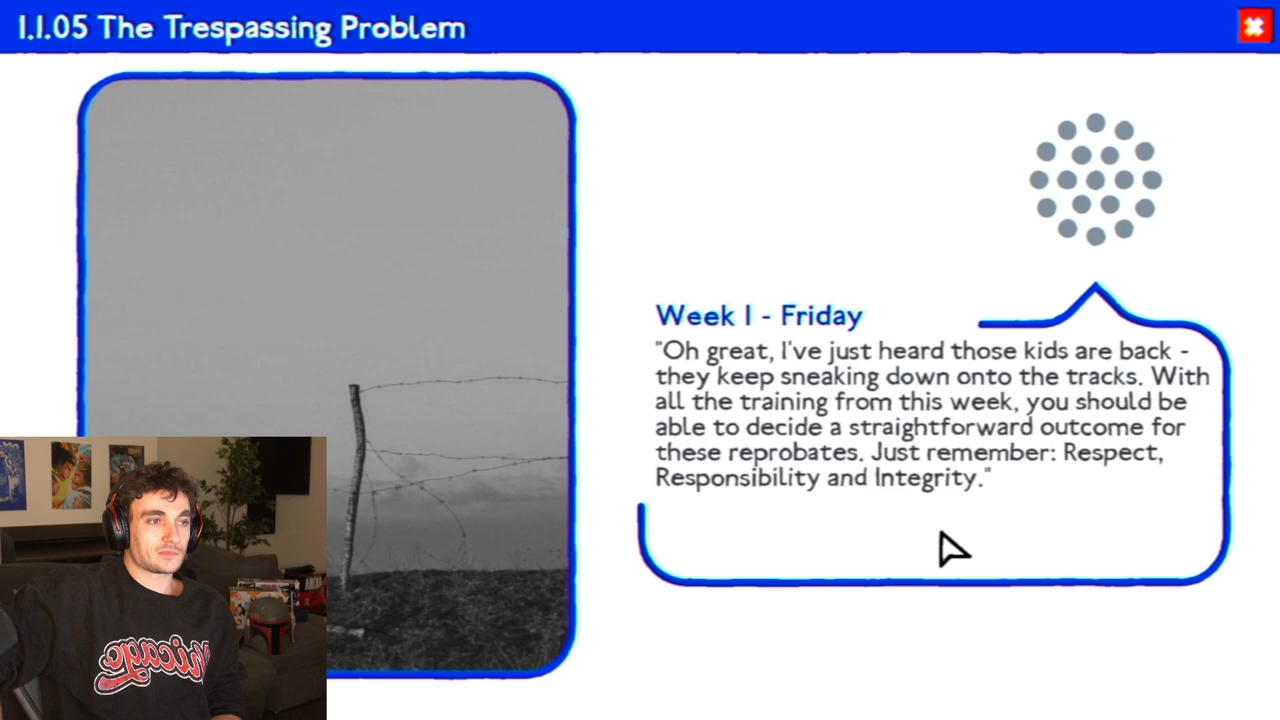 1.1.05 The Trespassing Problem
Week 1 - Friday
"Oh great, I've just heard those kids are back -
they keep sneaking down onto the tracks. With
all the training from this week, you should be
able to decide a straightforward outcome for
these reprobates. Just remember: Respect,
Responsibility and Integrity."
Chicago